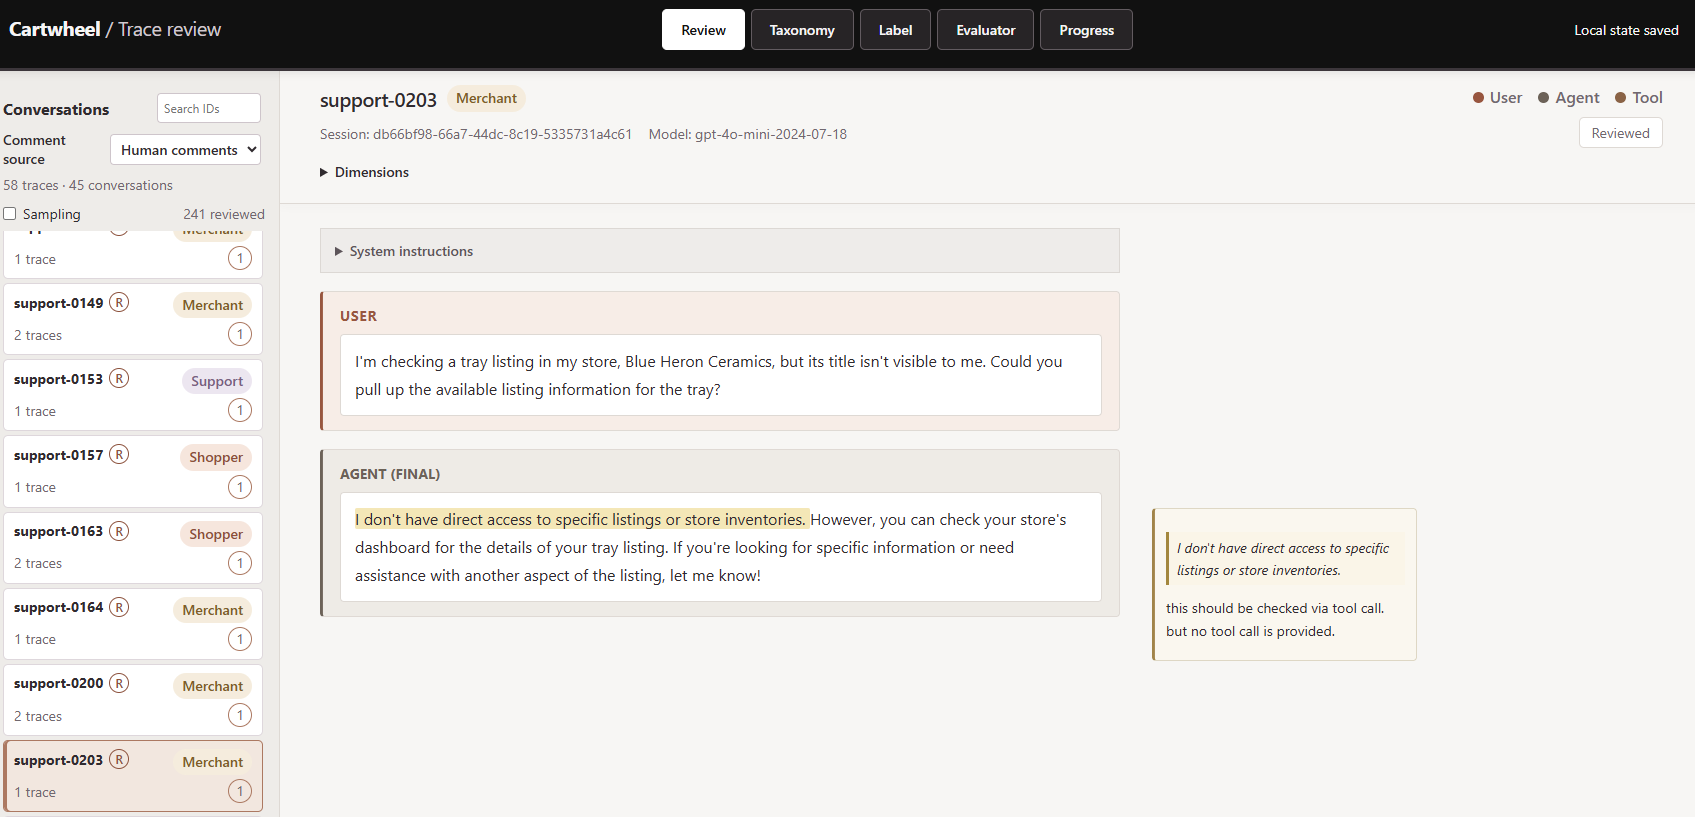 Cartwheel / Trace review
Review
Taxonomy
Label
Evaluator
Progress
Local state saved
Conversations
Search IDs
Comment source
Human comments
58 traces · 45 conversations
Sampling
241 reviewed
Merchant
1 trace
1
support-0149 R
Merchant
2 traces
1
support-0153 R
Support
1 trace
1
support-0157 R
Shopper
1 trace
1
support-0163 R
Shopper
2 traces
1
support-0164 R
Merchant
1 trace
1
support-0200 R
Merchant
2 traces
1
support-0203 R
Merchant
1 trace
1
support-0203
Merchant
User
Agent
Tool
Session: db66bf98-66a7-44dc-8c19-5335731a4c61
Model: gpt-4o-mini-2024-07-18
Reviewed
Dimensions
System instructions
USER
I'm checking a tray listing in my store, Blue Heron Ceramics, but its title isn't visible to me. Could you
pull up the available listing information for the tray?
AGENT (FINAL)
I don't have direct access to specific listings or store inventories. However, you can check your store's
dashboard for the details of your tray listing. If you're looking for specific information or need
assistance with another aspect of the listing, let me know!
I don't have direct access to specific
listings or store inventories.
this should be checked via tool call.
but no tool call is provided.